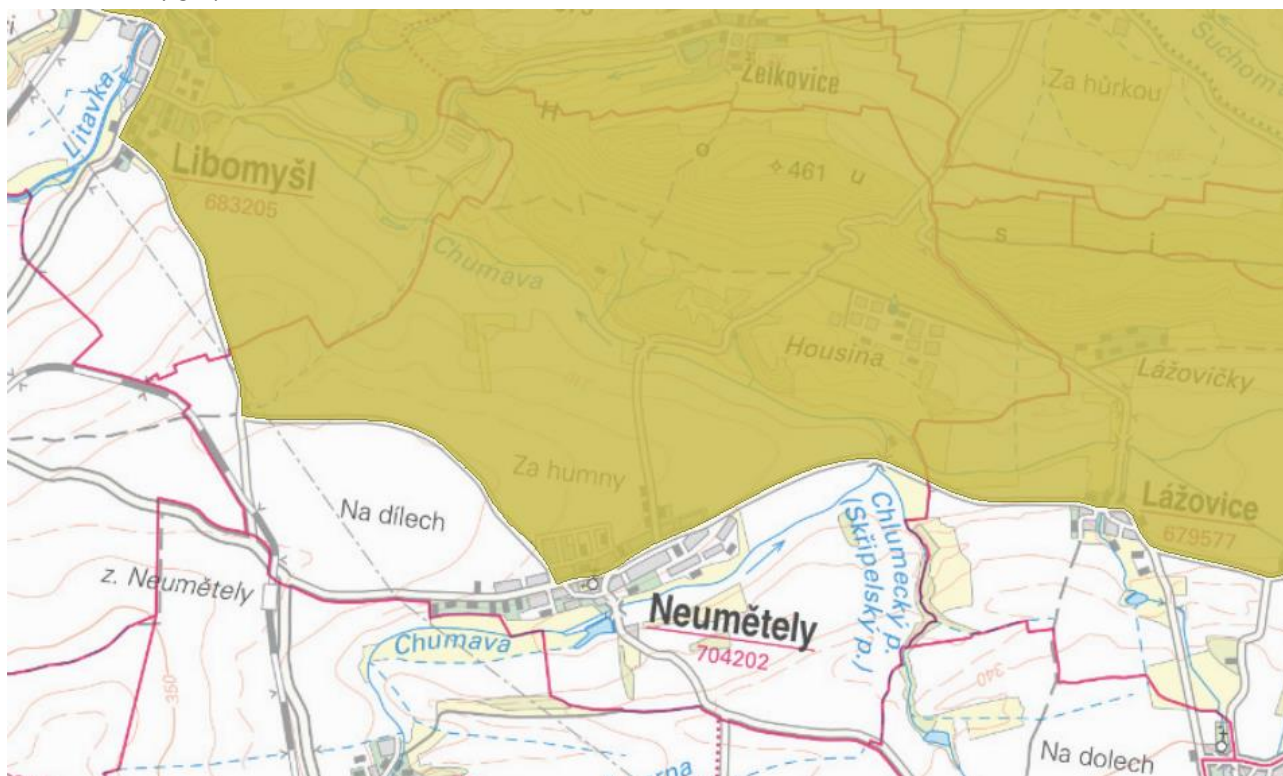 Litavka
Libomyšl
683205
Chumava
Želkovice
H
o
461
u
s
i
Za hůrkou
Housina
Lážovičky
Za humny
Na dílech
z. Neumětely
Lážovice
679577
Chlumecký p.
(Skřipelský p.)
Neumětely
704202
Chumava
350
340
Na dolech